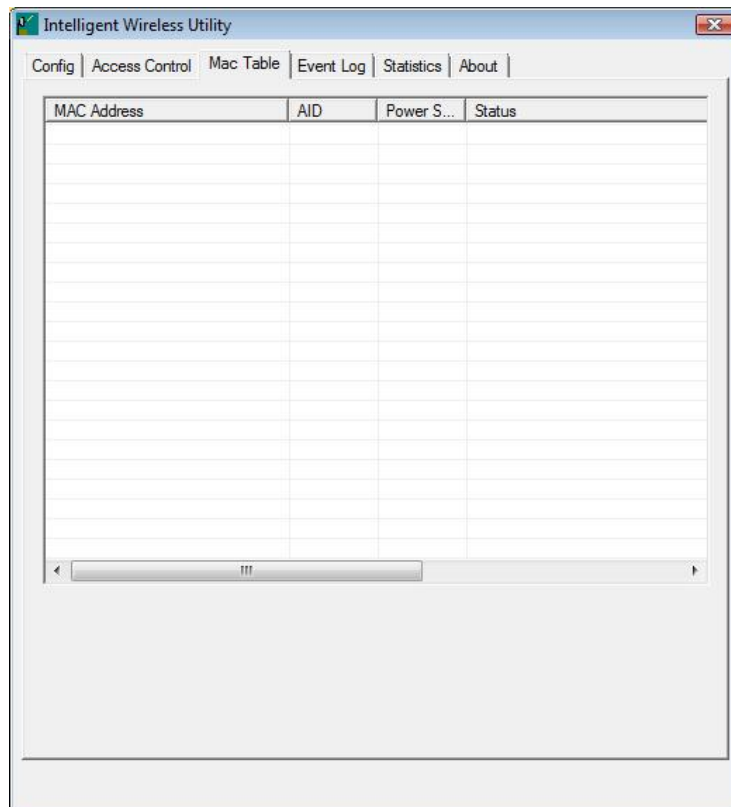 Intelligent Wireless Utility
Config Access Control Mac Table Event Log Statistics About
MAC Address AID Power S... Status